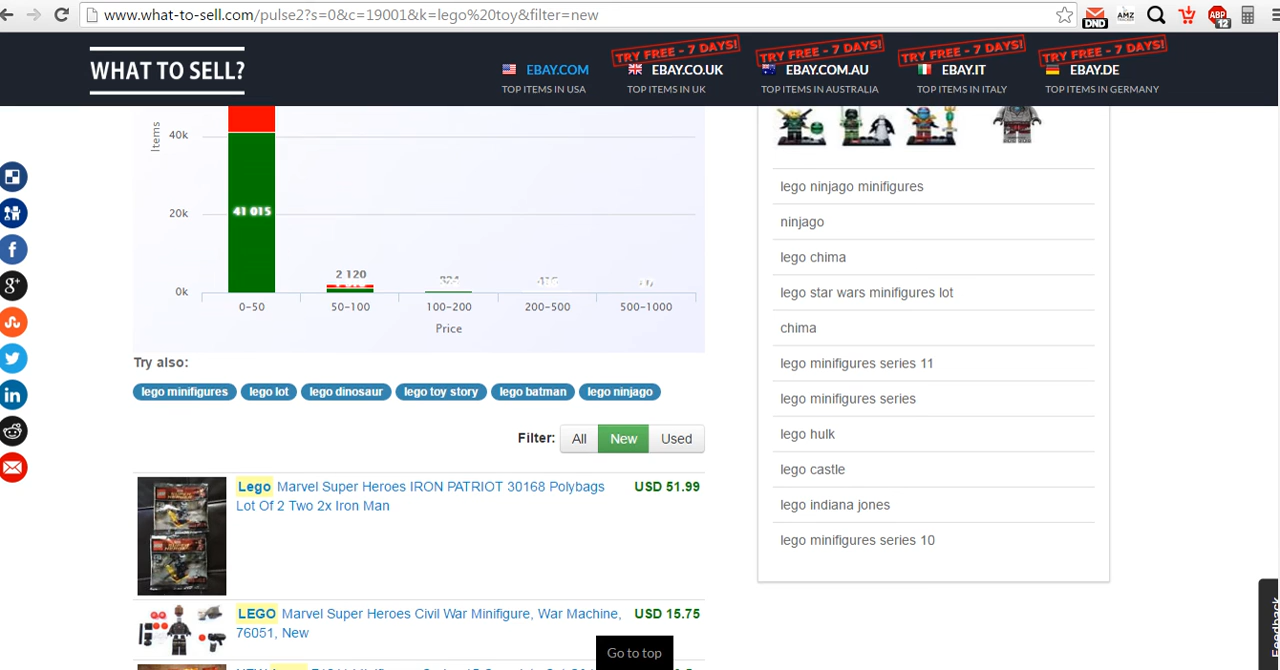 www.what-to-sell.com/pulse2?s=0&c=19001&k=lego%20toy&filter=new
DND
AMZ
ABP
12
WHAT TO SELL?
TRY FREE - 7 DAYS!
TRY FREE - 7 DAYS!
TRY FREE - 7 DAYS!
TRY FREE - 7 DAYS!
EBAY.COM
TOP ITEMS IN USA
EBAY.CO.UK
TOP ITEMS IN UK
EBAY.COM.AU
TOP ITEMS IN AUSTRALIA
EBAY.IT
TOP ITEMS IN ITALY
EBAY.DE
TOP ITEMS IN GERMANY
Items
40k
20k
0k
41 015
2 120
0-50
50-100
100-200
200-500
500-1000
Price
Try also:
lego minifigures lego lot lego dinosaur lego toy story lego batman lego ninjago
Filter: All New Used
Lego Marvel Super Heroes IRON PATRIOT 30168 Polybags
Lot Of 2 Two 2x Iron Man
USD 51.99
LEGO Marvel Super Heroes Civil War Minifigure, War Machine,
76051, New
USD 15.75
Go to top
lego ninjago minifigures
ninjago
lego chima
lego star wars minifigures lot
chima
lego minifigures series 11
lego minifigures series
lego hulk
lego castle
lego indiana jones
lego minifigures series 10
Feedback